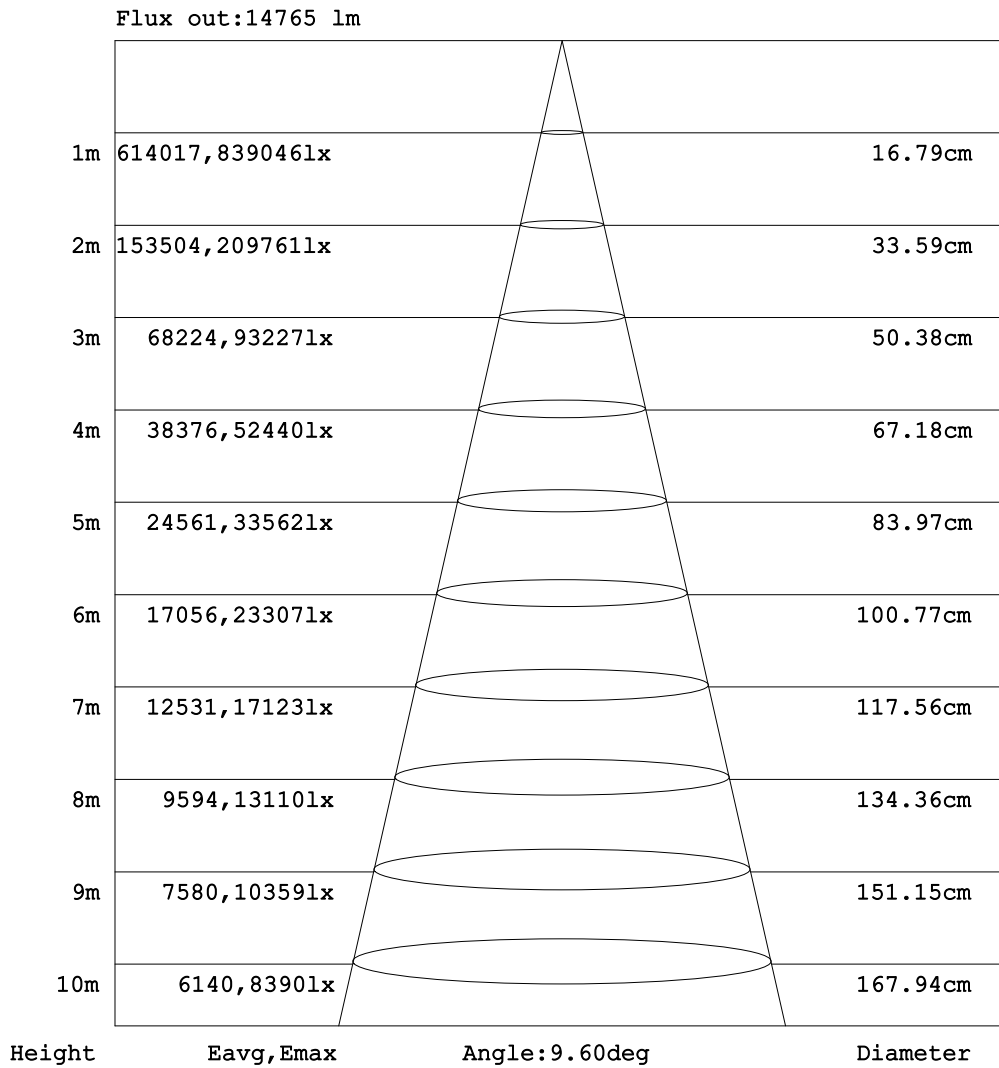 Flux out:14765 lm
1m 614017,839046lx 16.79cm
2m 153504,209761lx 33.59cm
3m 68224,93227lx 50.38cm
4m 38376,52440lx 67.18cm
5m 24561,33562lx 83.97cm
6m 17056,23307lx 100.77cm
7m 12531,17123lx 117.56cm
8m 9594,13110lx 134.36cm
9m 7580,10359lx 151.15cm
10m 6140,8390lx 167.94cm
Height Eavg,Emax Angle:9.60deg Diameter